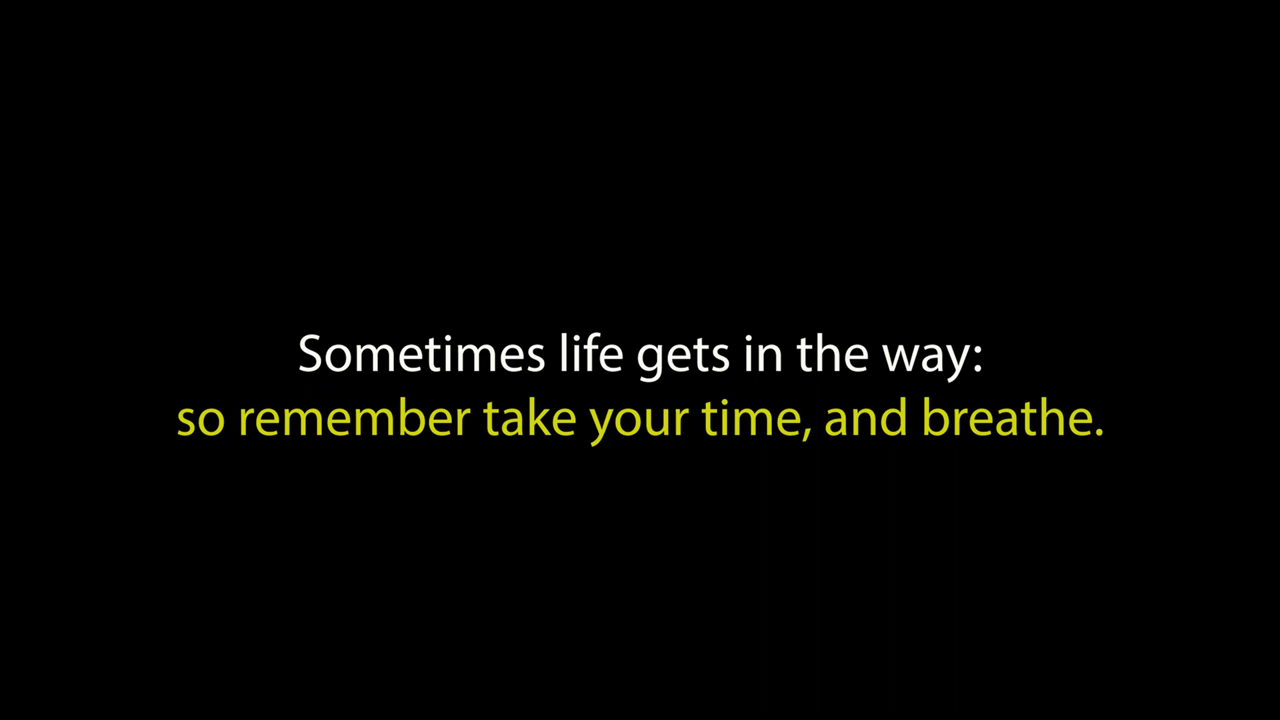 Sometimes life gets in the way:
so remember take your time, and breathe.